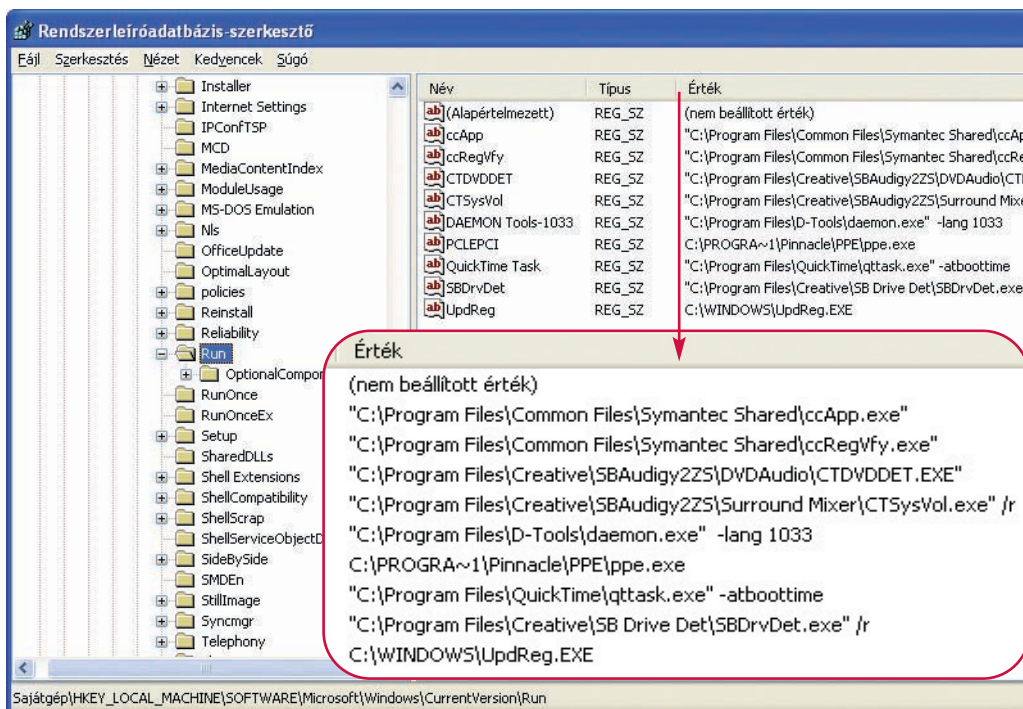 Rendszerleíróadatbázis-szerkesztő
Fájl Szerkesztés Nézet Kedvencek Súgó
Installer
Internet Settings
IPConfTSP
MCD
MediaContentIndex
ModuleUsage
MS-DOS Emulation
Nls
OfficeUpdate
OptimalLayout
policies
Reinstall
Reliability
Run
OptionalCompor
RunOnce
RunOnceEx
Setup
SharedDLLs
Shell Extensions
ShellCompatibility
ShellScrap
ShellServiceObjectD
SideBySide
SMDEn
StillImage
Syncmgr
Telephony
Név Típus Érték
(Alapértelmezett) REG_SZ (nem beállított érték)
ccApp REG_SZ "C:\Program Files\Common Files\Symantec Shared\ccAp
ccRegVfy REG_SZ "C:\Program Files\Common Files\Symantec Shared\ccRe
CTDVDDET REG_SZ "C:\Program Files\Creative\SBAudigy2ZS\DVDAudio\CT
CTSysVol REG_SZ "C:\Program Files\Creative\SBAudigy2ZS\Surround Mixe
DAEMON Tools-1033 REG_SZ "C:\Program Files\D-Tools\daemon.exe" -lang 1033
PCLEPCI REG_SZ C:\PROGRA~1\Pinnacle\PPE\ppe.exe
QuickTime Task REG_SZ "C:\Program Files\QuickTime\qttask.exe" -atboottime
SBDrvDet REG_SZ "C:\Program Files\Creative\SB Drive Det\SBDrvDet.exe
UpdReg REG_SZ C:\WINDOWS\UpdReg.EXE
Érték
(nem beállított érték)
"C:\Program Files\Common Files\Symantec Shared\ccApp.exe"
"C:\Program Files\Common Files\Symantec Shared\ccRegVfy.exe"
"C:\Program Files\Creative\SBAudigy2ZS\DVDAudio\CTDVDDET.EXE"
"C:\Program Files\Creative\SBAudigy2ZS\Surround Mixer\CTSysVol.exe" /r
"C:\Program Files\D-Tools\daemon.exe" -lang 1033
C:\PROGRA~1\Pinnacle\PPE\ppe.exe
"C:\Program Files\QuickTime\qttask.exe" -atboottime
"C:\Program Files\Creative\SB Drive Det\SBDrvDet.exe" /r
C:\WINDOWS\UpdReg.EXE
Sajátgép\HKEY_LOCAL_MACHINE\SOFTWARE\Microsoft\Windows\CurrentVersion\Run